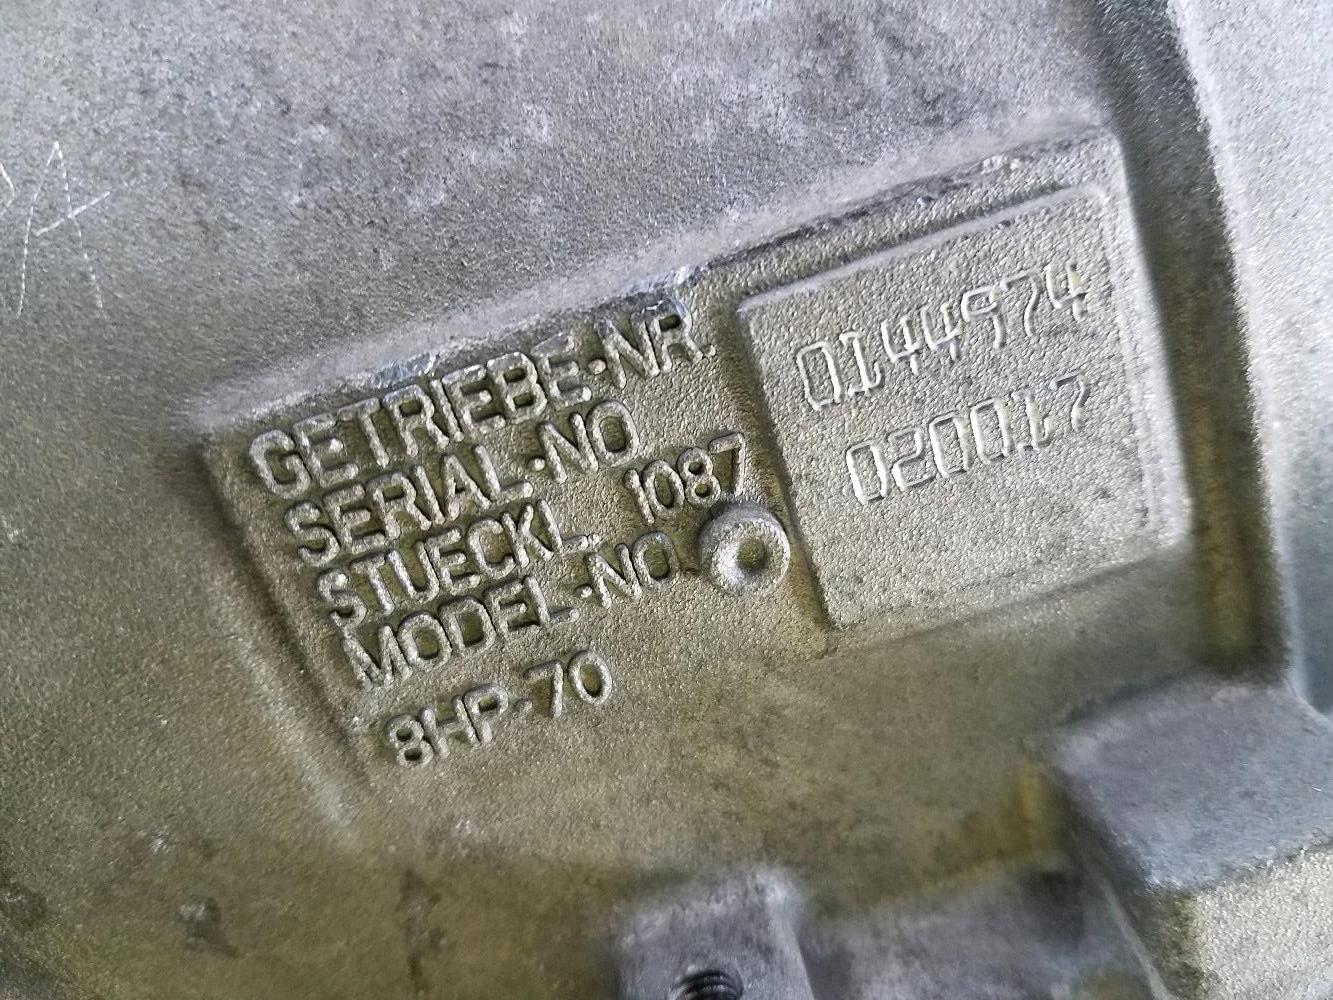 GETRIEBE·NR.
SERIAL·NO
STUECKL. 1087
MODEL·NO.
8HP-70
0144974
020017